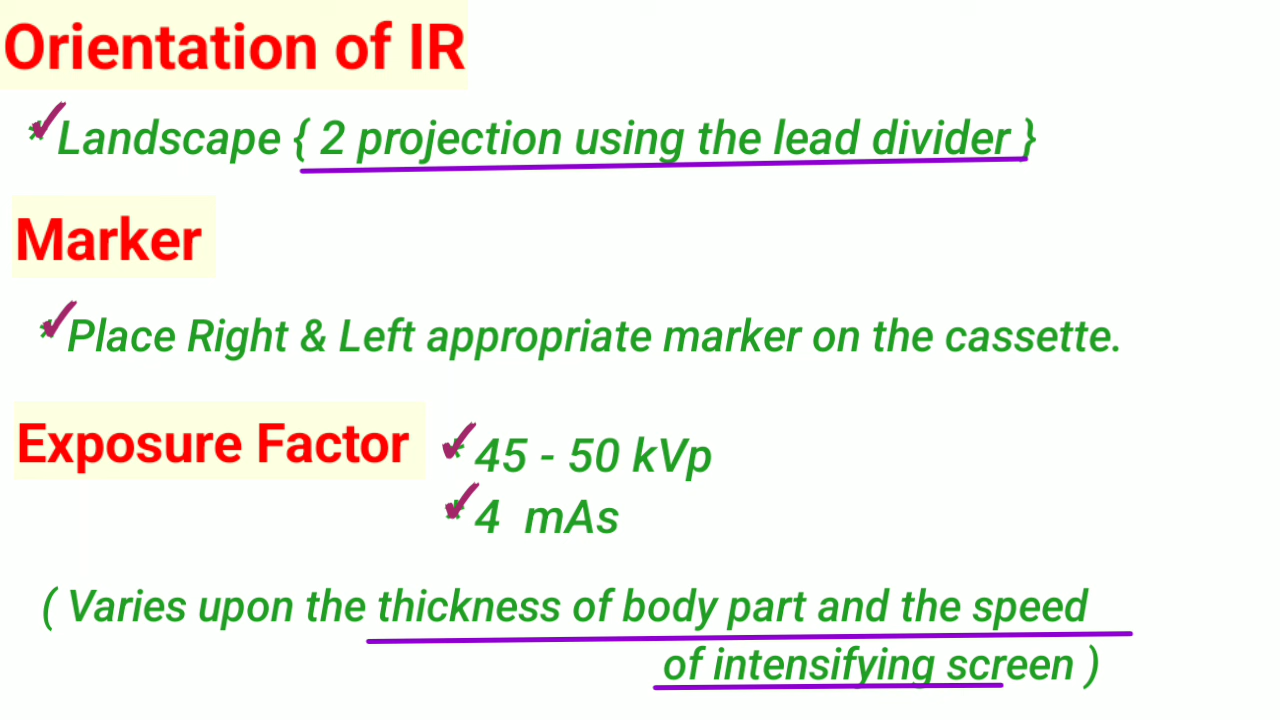 Orientation of IR
* Landscape { 2 projection using the lead divider }
Marker
* Place Right & Left appropriate marker on the cassette.
Exposure Factor * 45 - 50 kVp
* 4 mAs
( Varies upon the thickness of body part and the speed
of intensifying screen )